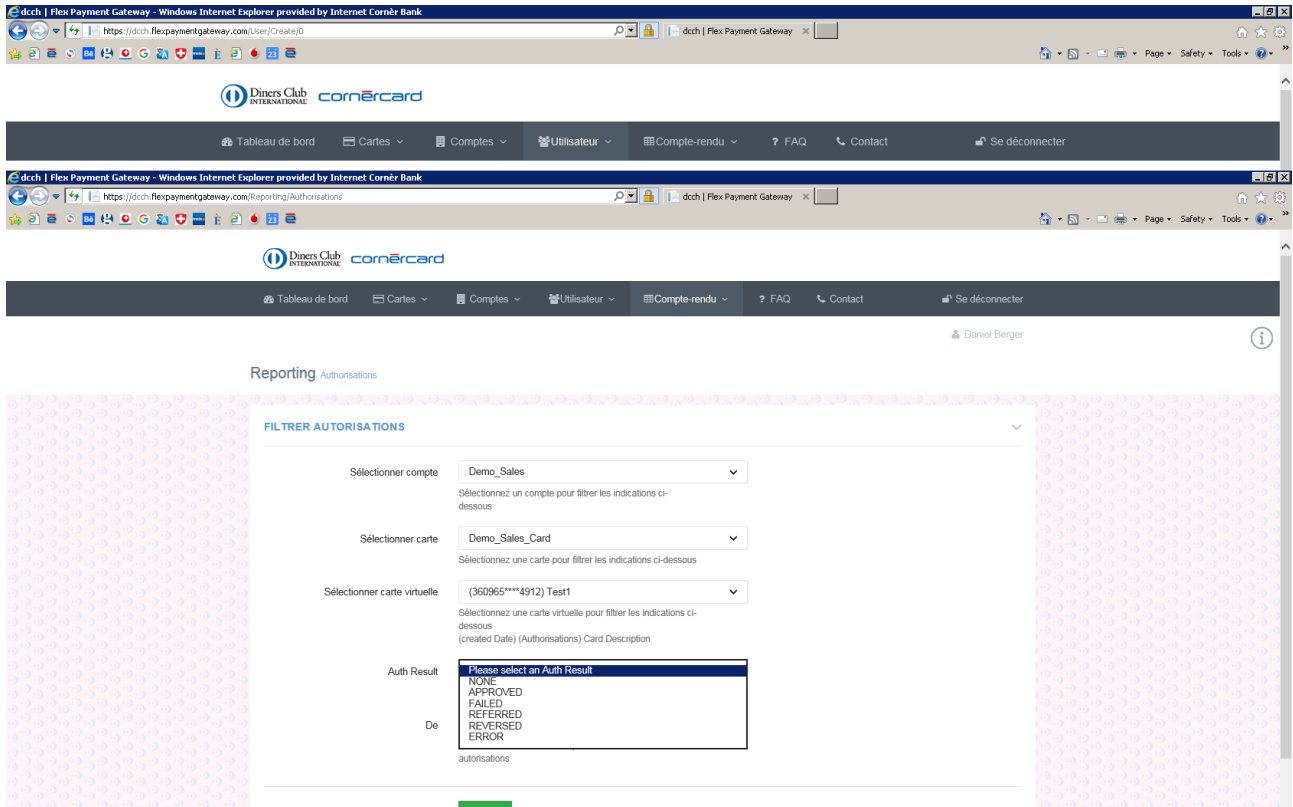 dcch | Flex Payment Gateway - Windows Internet Explorer provided by Internet Cornèr Bank
https://dcch.flexpaymentgateway.com/User/Create/0
dcch | Flex Payment Gateway
Page Safety Tools
Diners Club INTERNATIONAL cornèrcard
Tableau de bord Cartes Comptes Utilisateur Compte-rendu ? FAQ Contact Se déconnecter
dcch | Flex Payment Gateway - Windows Internet Explorer provided by Internet Cornèr Bank
https://dcch.flexpaymentgateway.com/Reporting/Authorisations
dcch | Flex Payment Gateway
Page Safety Tools
Diners Club INTERNATIONAL cornèrcard
Tableau de bord Cartes Comptes Utilisateur Compte-rendu ? FAQ Contact Se déconnecter
Daniel Berger
Reporting Authorisations
FILTRER AUTORISATIONS
Sélectionner compte Demo_Sales
Sélectionnez un compte pour filtrer les indications ci-
dessous
Sélectionner carte Demo_Sales_Card
Sélectionnez une carte pour filtrer les indications ci-dessous
Sélectionner carte virtuelle (360965****4912) Test1
Sélectionnez une carte virtuelle pour filtrer les indications ci-
dessous
(created Date) (Authorisations) Card Description
Auth Result Please select an Auth Result
NONE
APPROVED
FAILED
REFERRED
De REVERSED
ERROR
autorisations